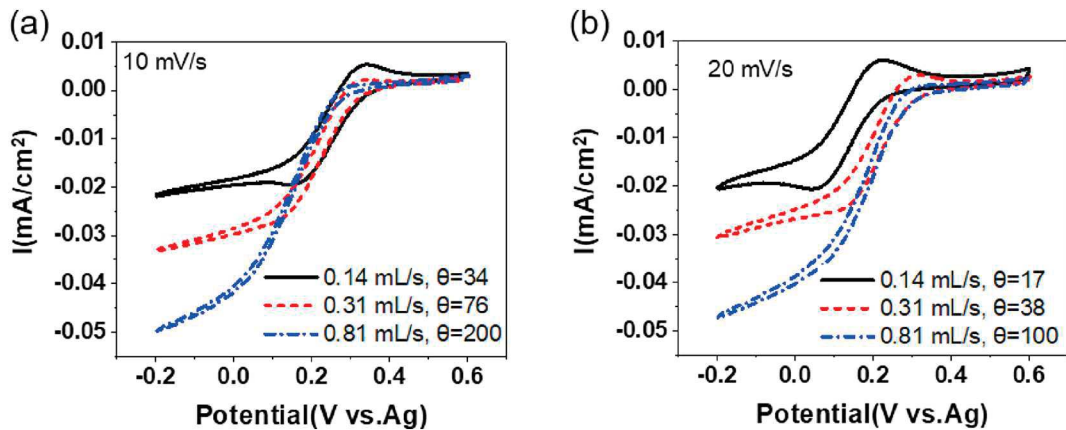 (a)
10 mV/s
0.01
0.00
-0.01
-0.02
-0.03
-0.04
-0.05
I(mA/cm²)
0.14 mL/s, θ=34
0.31 mL/s, θ=76
0.81 mL/s, θ=200
-0.2 0.0 0.2 0.4 0.6
Potential(V vs.Ag)
(b)
20 mV/s
0.01
0.00
-0.01
-0.02
-0.03
-0.04
-0.05
I(mA/cm²)
0.14 mL/s, θ=17
0.31 mL/s, θ=38
0.81 mL/s, θ=100
-0.2 0.0 0.2 0.4 0.6
Potential(V vs.Ag)